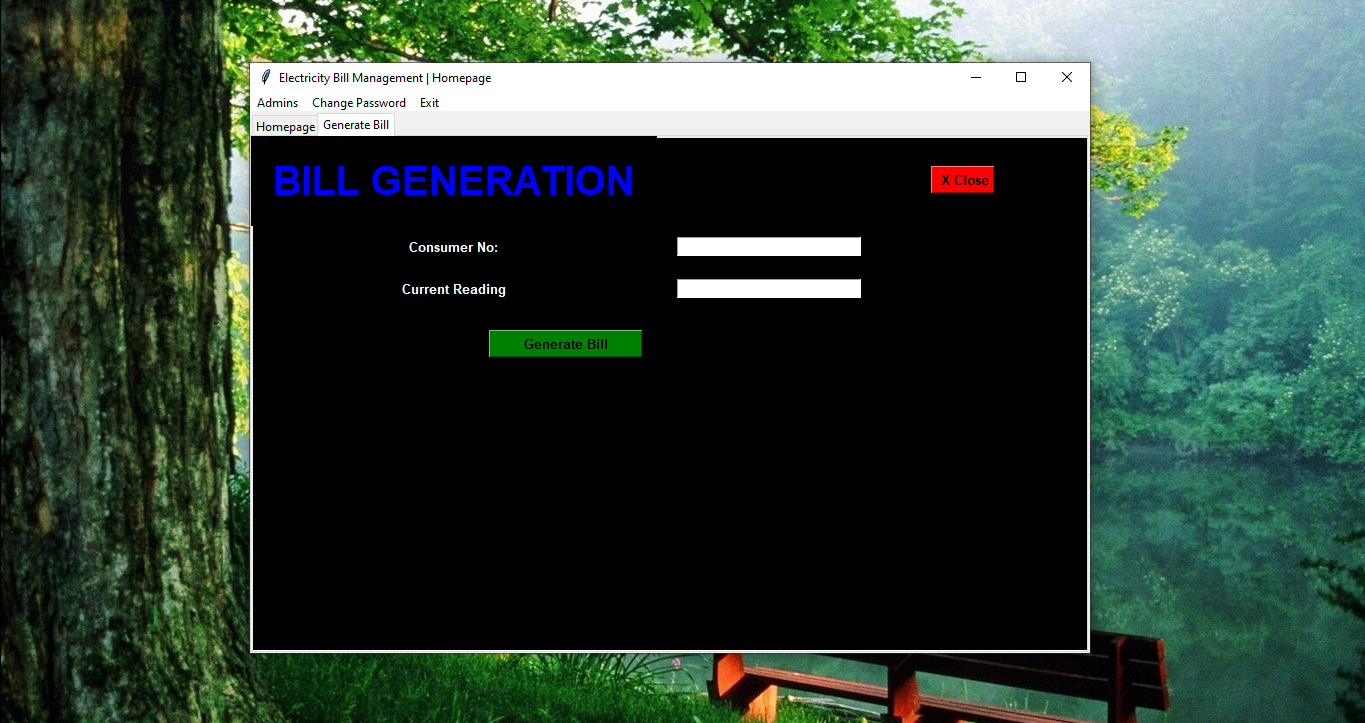 Electricity Bill Management | Homepage
Admins Change Password Exit
Homepage Generate Bill
BILL GENERATION
X Close
Consumer No:
Current Reading
Generate Bill